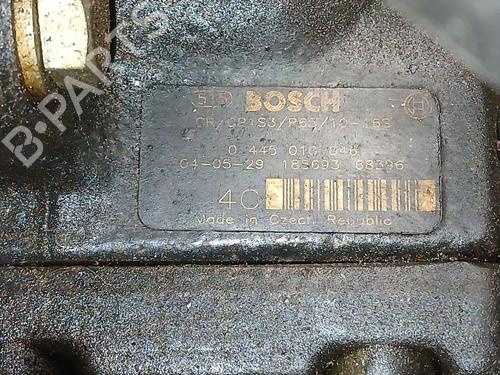 B-PARTS
515 BOSCH
CR/CP1S3/R65/10-16S
0 445 010 046
04-05-29 185693 68396
4C
Made in Czech Republic